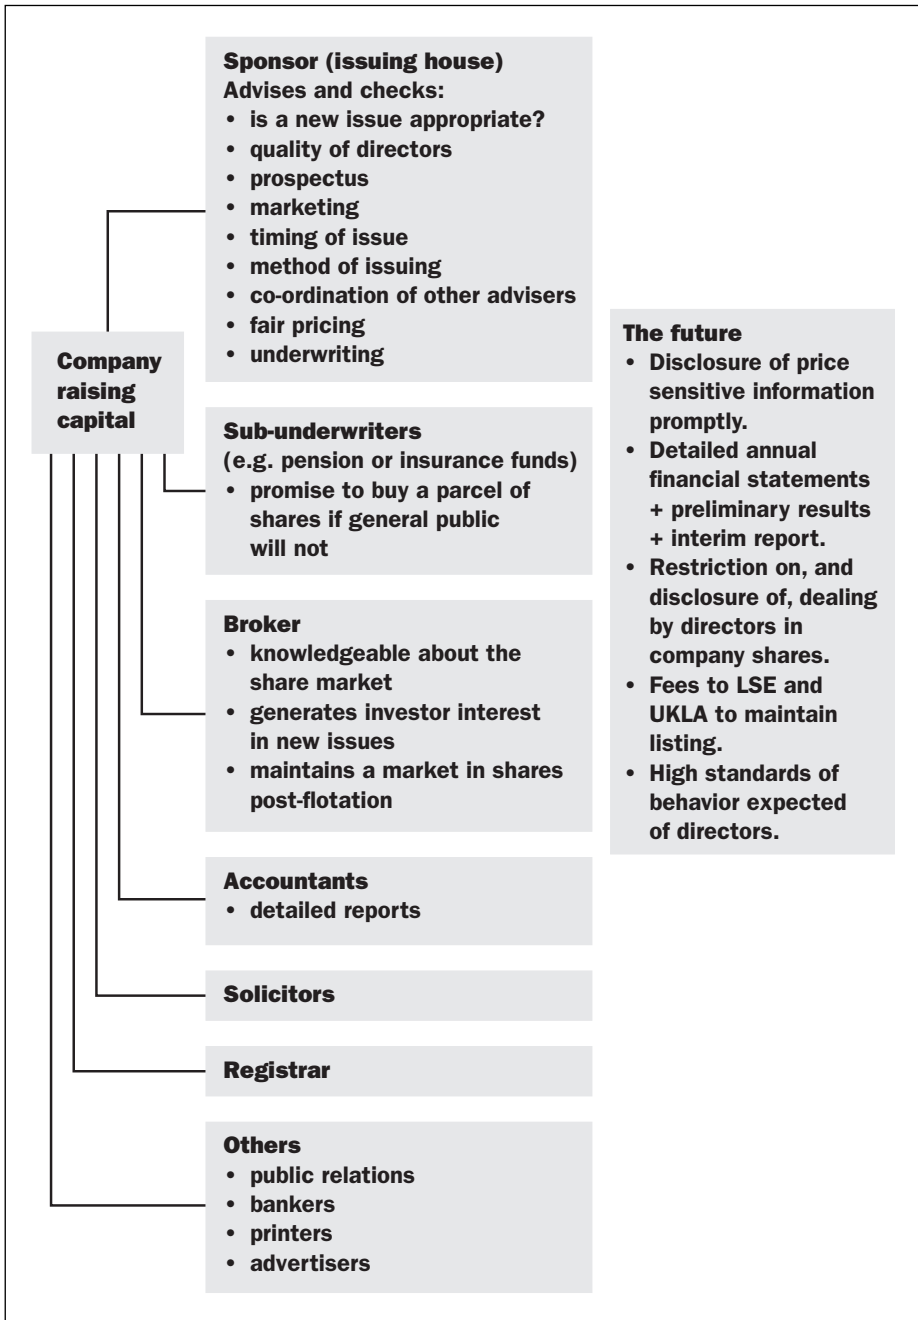 Sponsor (issuing house)
Advises and checks:
• is a new issue appropriate?
• quality of directors
• prospectus
• marketing
• timing of issue
• method of issuing
• co-ordination of other advisers
• fair pricing
• underwriting
Company
raising
capital
Sub-underwriters
(e.g. pension or insurance funds)
• promise to buy a parcel of
shares if general public
will not
Broker
• knowledgeable about the
share market
• generates investor interest
in new issues
• maintains a market in shares
post-flotation
Accountants
• detailed reports
Solicitors
Registrar
Others
• public relations
• bankers
• printers
• advertisers
The future
• Disclosure of price
sensitive information
promptly.
• Detailed annual
financial statements
+ preliminary results
+ interim report.
• Restriction on, and
disclosure of, dealing
by directors in
company shares.
• Fees to LSE and
UKLA to maintain
listing.
• High standards of
behavior expected
of directors.